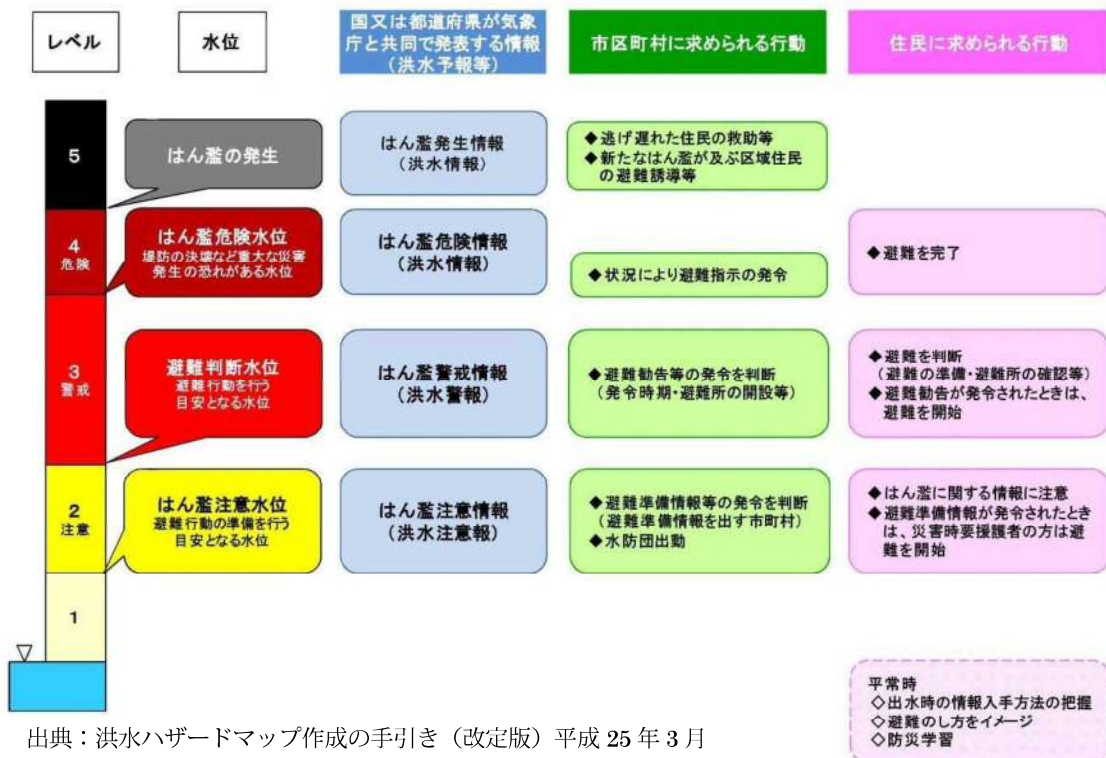 レベル
水位
国又は都道府県が気象
庁と共同で発表する情報
(洪水予報等)
市区町村に求められる行動
住民に求められる行動
5
はん濫の発生
はん濫発生情報
(洪水情報)
◆逃げ遅れた住民の救助等
◆新たなはん濫が及ぶ区域住民
の避難誘導等
4
危険
はん濫危険水位
堤防の決壊など重大な災害
発生の恐れがある水位
はん濫危険情報
(洪水情報)
◆状況により避難指示の発令
◆避難を完了
3
警戒
避難判断水位
避難行動を行う
目安となる水位
はん濫警戒情報
(洪水警報)
◆避難勧告等の発令を判断
(発令時期・避難所の開設等)
◆避難を判断
(避難の準備・避難所の確認等)
◆避難勧告が発令されたときは、
避難を開始
2
注意
はん濫注意水位
避難行動の準備を行う
目安となる水位
はん濫注意情報
(洪水注意報)
◆避難準備情報等の発令を判断
(避難準備情報を出す市町村)
◆水防団出動
◆はん濫に関する情報に注意
◆避難準備情報が発令されたとき
は、災害時要援護者の方は避
難を開始
1
平常時
◇出水時の情報入手方法の把握
◇避難のし方をイメージ
◇防災学習
出典:洪水ハザードマップ作成の手引き(改定版)平成 25 年 3 月